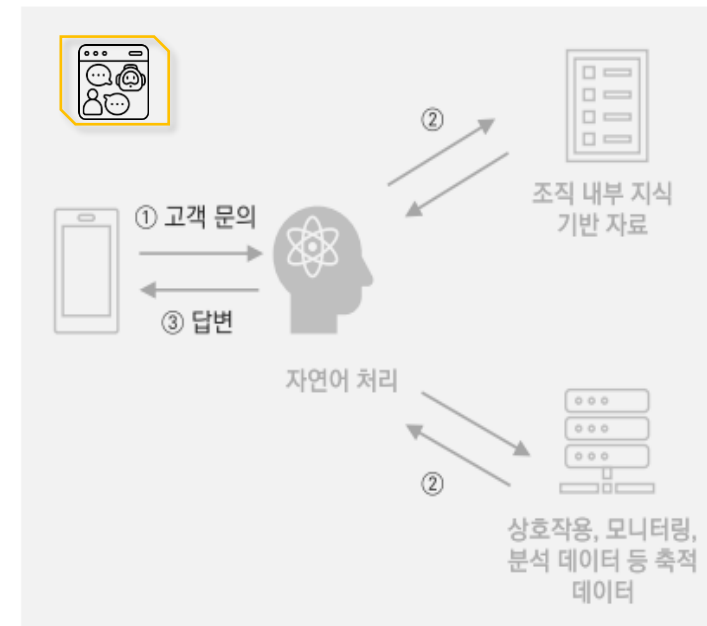 ②
조직 내부 지식
기반 자료
① 고객 문의
③ 답변
자연어 처리
②
상호작용, 모니터링,
분석 데이터 등 축적
데이터